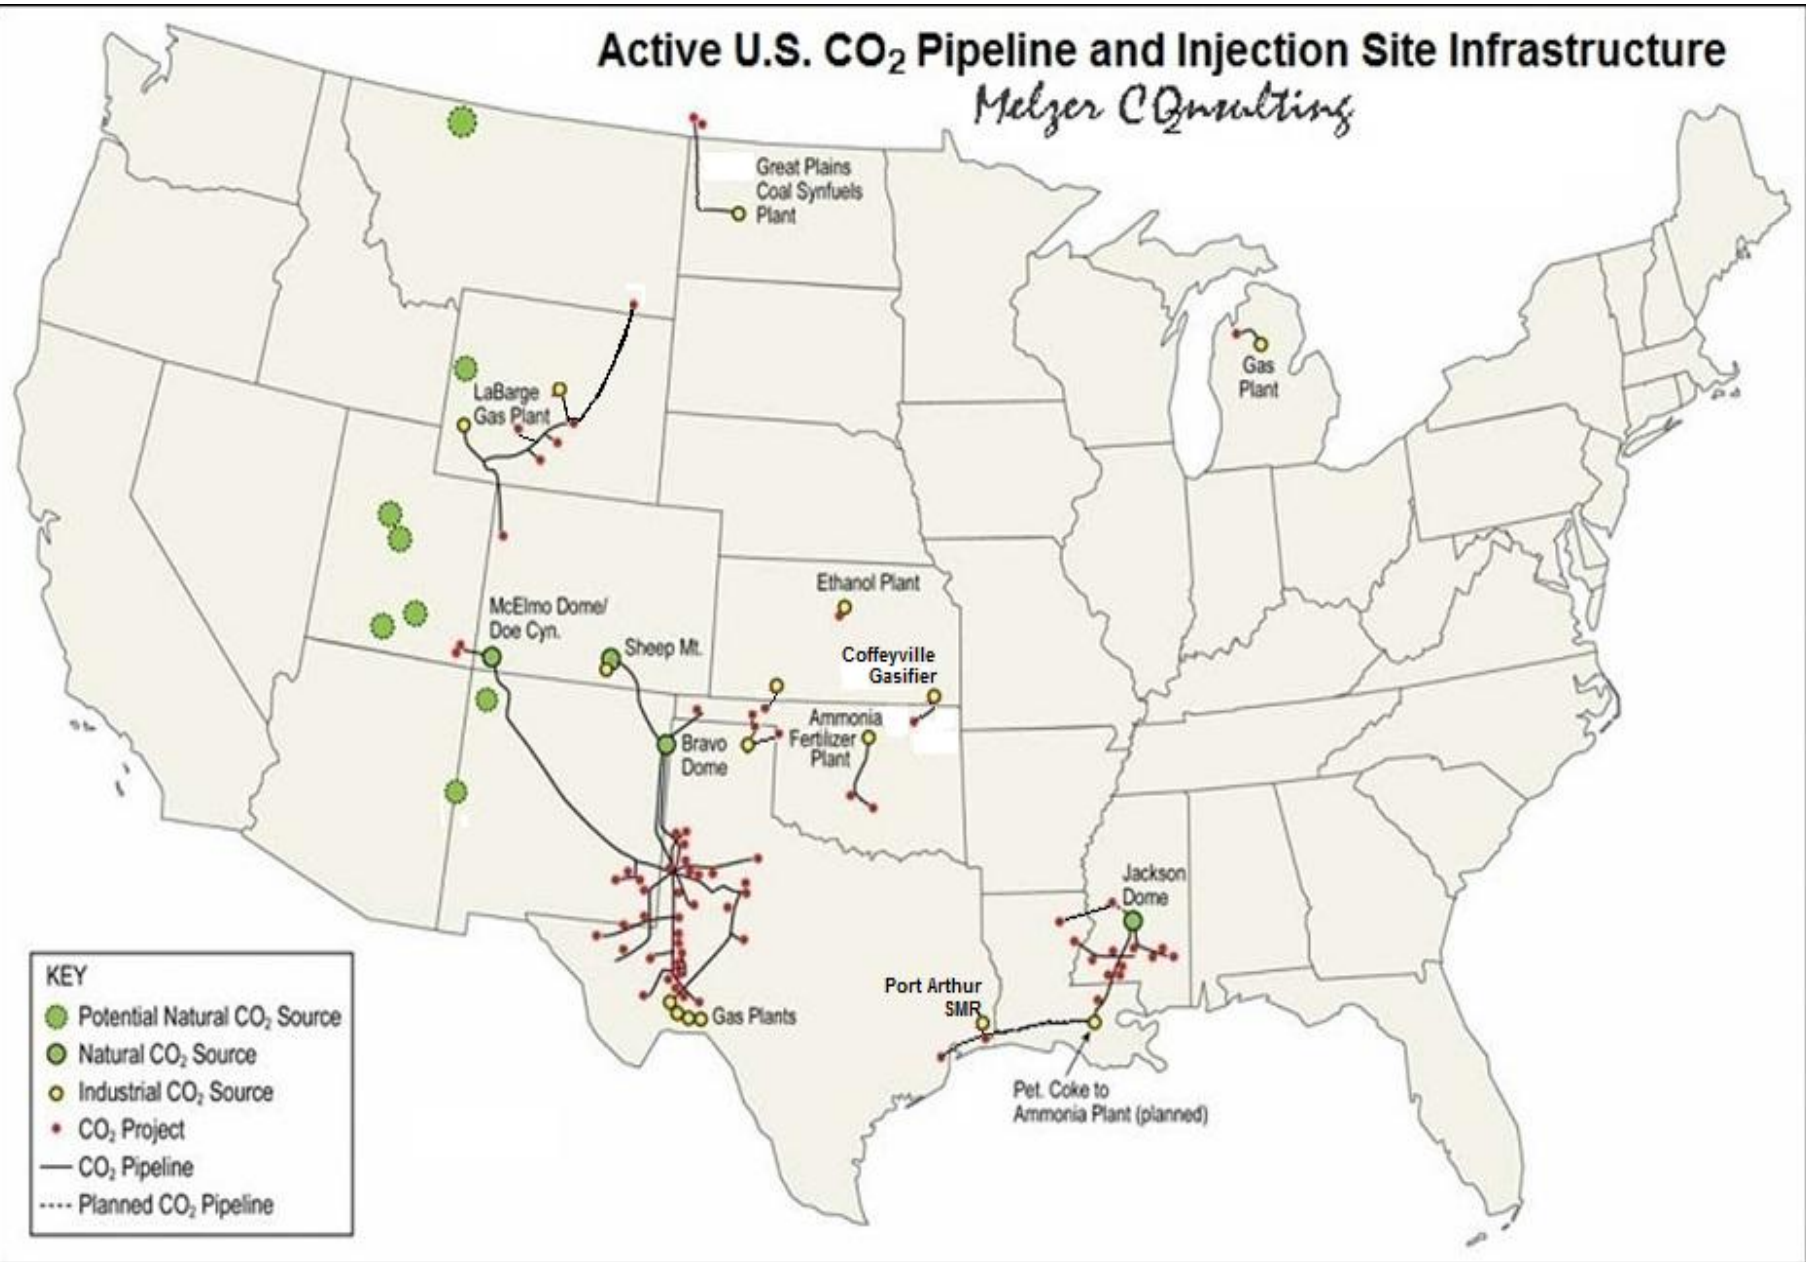 Active U.S. CO₂ Pipeline and Injection Site Infrastructure
Melzer CO₂nsulting
Great Plains
Coal Synfuels
Plant
Gas
Plant
LaBarge
Gas Plant
Ethanol Plant
McElmo Dome/
Doe Cyn.
Sheep Mt.
Coffeyville
Gasifier
Ammonia
Fertilizer
Plant
Bravo
Dome
Jackson
Dome
Port Arthur
SMR
Gas Plants
Pet. Coke to
Ammonia Plant (planned)
KEY
Potential Natural CO₂ Source
Natural CO₂ Source
Industrial CO₂ Source
CO₂ Project
CO₂ Pipeline
Planned CO₂ Pipeline